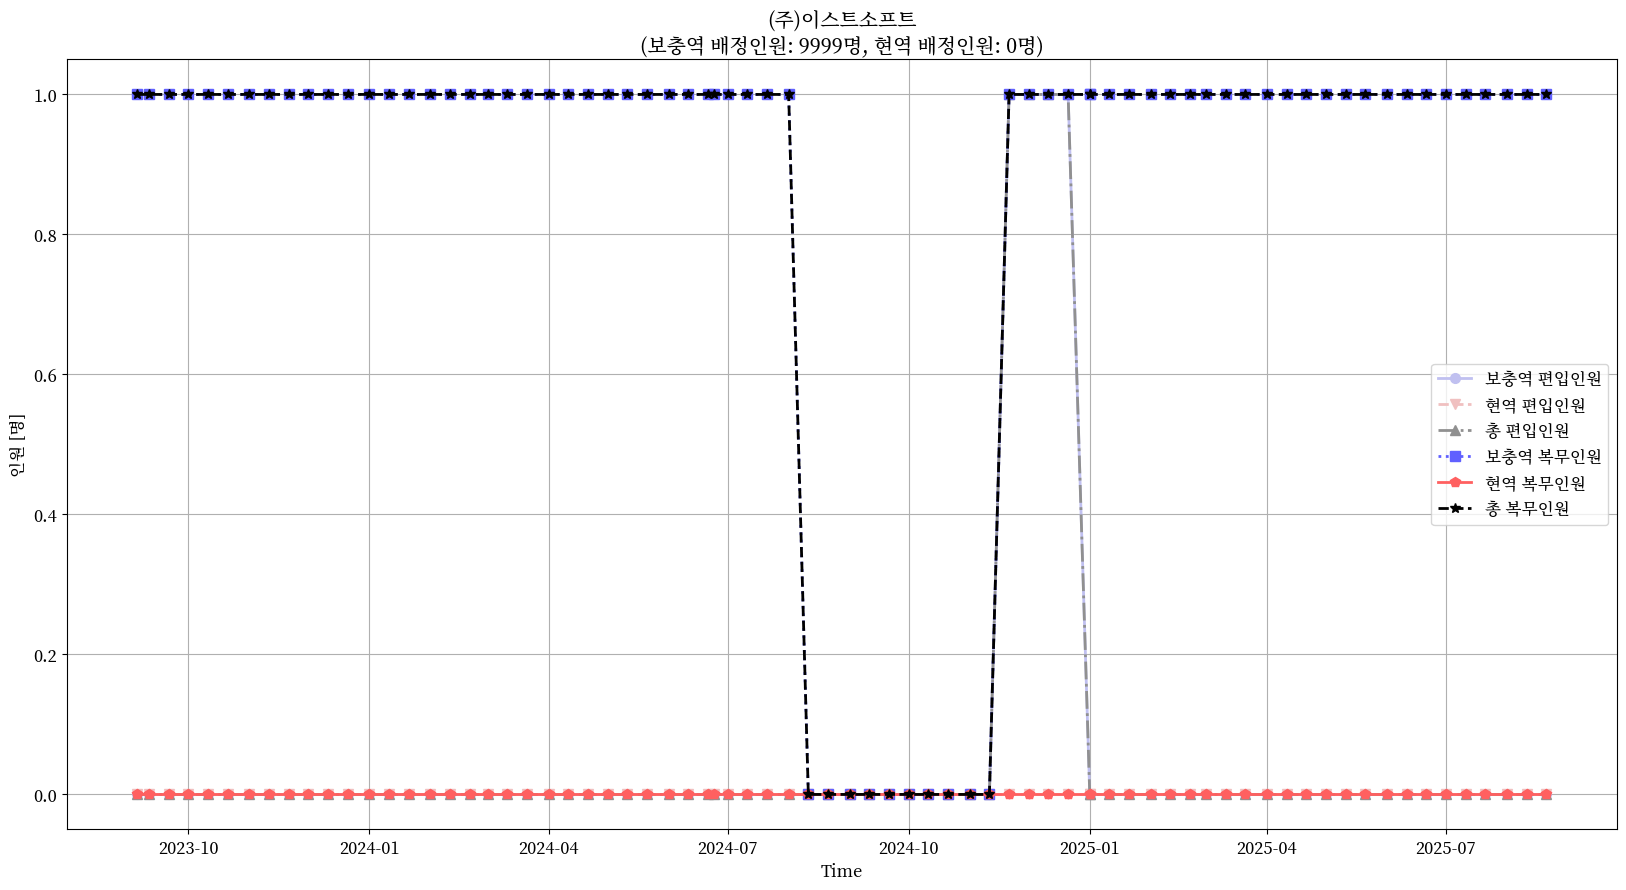 (주)이스트소프트
(보충역 배정인원: 9999명, 현역 배정인원: 0명)
1.0
0.8
0.6
0.4
0.2
0.0
인원 [명]
보충역 편입인원
현역 편입인원
총 편입인원
보충역 복무인원
현역 복무인원
총 복무인원
2023-10
2024-01
2024-04
2024-07
2024-10
2025-01
2025-04
2025-07
Time